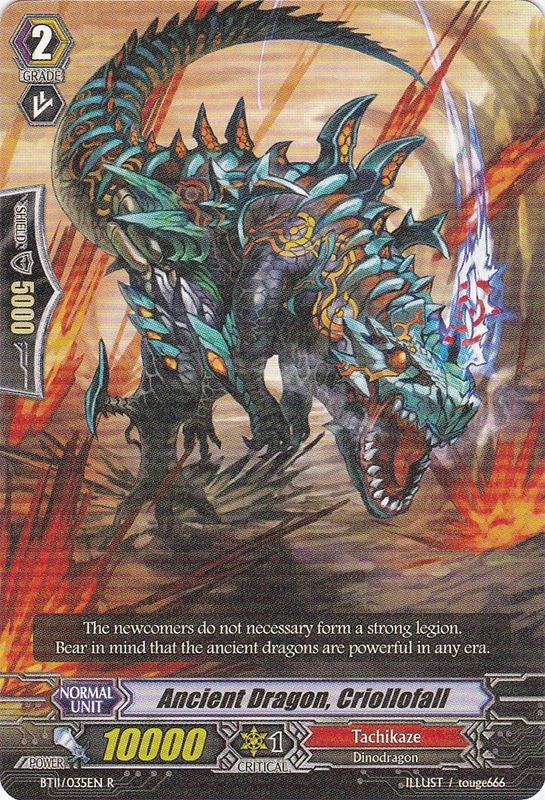 2
GRADE
SHIELD
5000
The newcomers do not necessary form a strong legion.
Bear in mind that the ancient dragons are powerful in any era.
NORMAL
UNIT
Ancient Dragon, Criollofall
POWER
10000
1
CRITICAL
Tachikaze
Dinodragon
BT11/035EN R
ILLUST / touge666